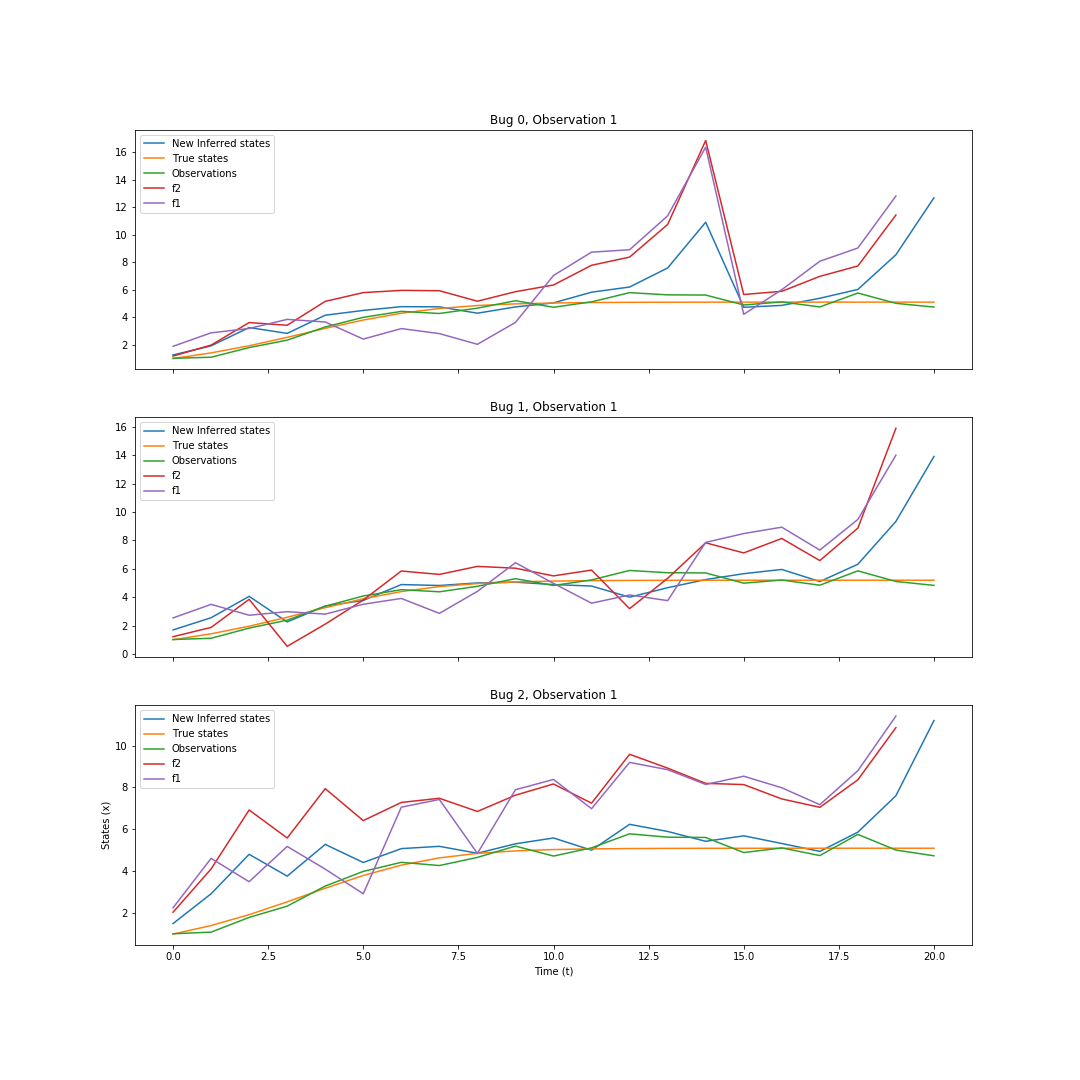 Bug 0, Observation 1
New Inferred states
True states
Observations
f2
f1
16
14
12
10
8
6
4
2
Bug 1, Observation 1
New Inferred states
True states
Observations
f2
f1
16
14
12
10
8
6
4
2
0
Bug 2, Observation 1
New Inferred states
True states
Observations
f2
f1
States (x)
10
8
6
4
2
0.0 2.5 5.0 7.5 10.0 12.5 15.0 17.5 20.0
Time (t)